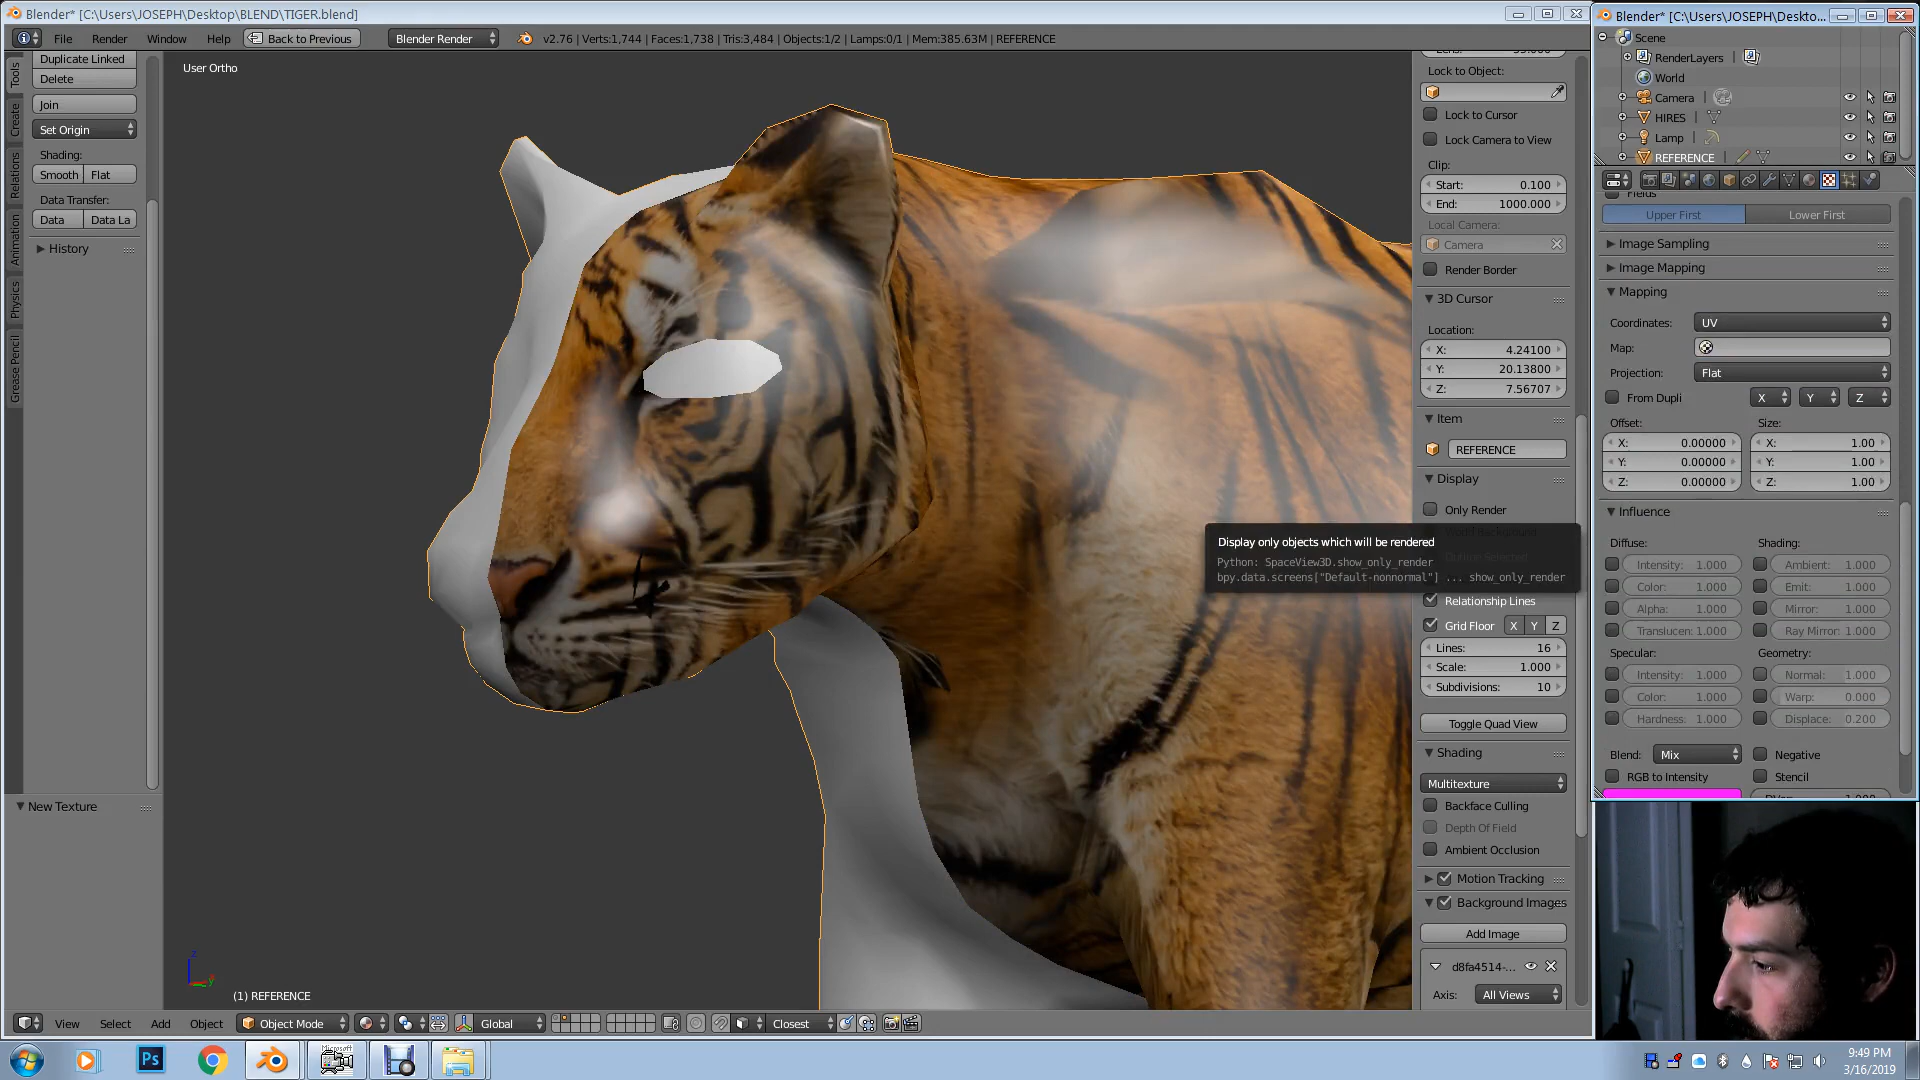 Blender* [C:\Users\JOSEPH\Desktop\BLEND\TIGER.blend]
File Render Window Help Back to Previous Blender Render v2.76 | Verts:1,744 | Faces:1,738 | Tris:3,484 | Objects:1/2 | Lamps:0/1 | Mem:385.63M | REFERENCE
Tools
Create
Relations
Animation
Physics
Grease Pencil
Duplicate Linked
Delete
Join
Set Origin
Shading:
Smooth Flat
Data Transfer:
Data Data La
History
New Texture
User Ortho
(1) REFERENCE
View Select Add Object Object Mode Global Closest
Lock to Object:
Lock to Cursor
Lock Camera to View
Clip:
Start: 0.100
End: 1000.000
Local Camera:
Camera
Render Border
3D Cursor
Location:
X: 4.24100
Y: 20.13800
Z: 7.56707
Item
REFERENCE
Display
Only Render
Display only objects which will be rendered
Python: SpaceView3D.show_only_render
bpy.data.screens["Default-nonnormal"] ... show_only_render
Relationship Lines
Grid Floor X Y Z
Lines: 16
Scale: 1.000
Subdivisions: 10
Toggle Quad View
Shading
Multitexture
Backface Culling
Depth Of Field
Ambient Occlusion
Motion Tracking
Background Images
Add Image
d8fa4514-...
Axis: All Views
Blender* [C:\Users\JOSEPH\Deskto...
Scene
RenderLayers
World
Camera
HIRES
Lamp
REFERENCE
Fields
Upper First Lower First
Image Sampling
Image Mapping
Mapping
Coordinates: UV
Map:
Projection: Flat
From Dupli X Y Z
Offset: Size:
X: 0.00000 X: 1.00
Y: 0.00000 Y: 1.00
Z: 0.00000 Z: 1.00
Influence
Diffuse: Shading:
Intensity: 1.000 Ambient: 1.000
Color: 1.000 Emit: 1.000
Alpha: 1.000 Mirror: 1.000
Translucen: 1.000 Ray Mirror: 1.000
Specular: Geometry:
Intensity: 1.000 Normal: 1.000
Color: 1.000 Warp: 0.000
Hardness: 1.000 Displace: 0.200
Blend: Mix Negative
RGB to Intensity Stencil
9:49 PM
3/16/2019